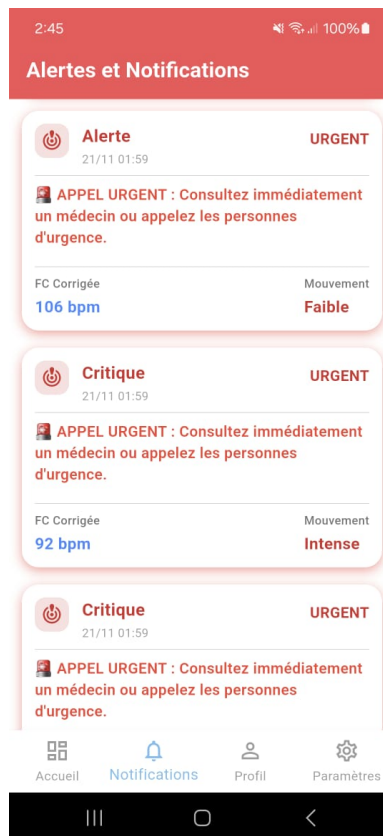 2:45 100%
Alertes et Notifications
Alerte URGENT
21/11 01:59
🚨 APPEL URGENT : Consultez immédiatement
un médecin ou appelez les personnes
d'urgence.
FC Corrigée Mouvement
106 bpm Faible
Critique URGENT
21/11 01:59
🚨 APPEL URGENT : Consultez immédiatement
un médecin ou appelez les personnes
d'urgence.
FC Corrigée Mouvement
92 bpm Intense
Critique URGENT
21/11 01:59
🚨 APPEL URGENT : Consultez immédiatement
un médecin ou appelez les personnes
d'urgence.
Accueil Notifications Profil Paramètres